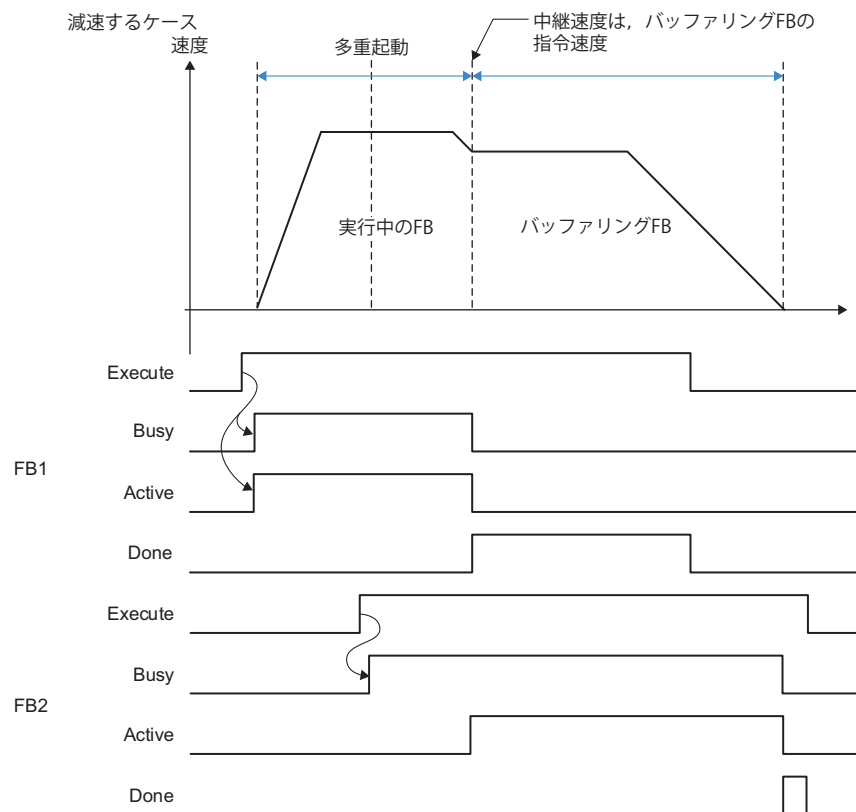 減速するケース
速度
多重起動
中継速度は，バッファリングFBの
指令速度
実行中のFB
バッファリングFB
Execute
Busy
FB1
Active
Done
Execute
Busy
FB2
Active
Done